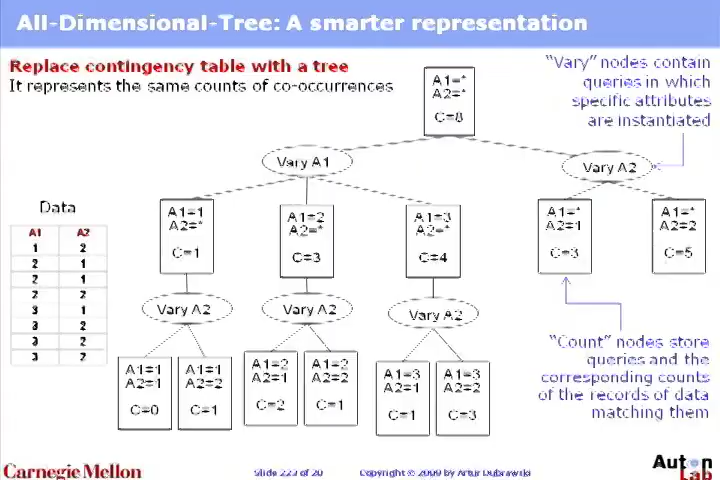 All-Dimensional-Tree: A smarter representation
Replace contingency table with a tree
It represents the same counts of co-occurrences
"Vary" nodes contain
queries in which
specific attributes
are instantiated
A1=*
A2=*
C=8
Vary A1
Vary A2
Data
A1 A2
1 2
2 1
2 1
2 2
3 1
3 2
3 2
3 2
A1=1
A2=*
C=1
A1=2
A2=*
C=3
A1=3
A2=*
C=4
A1=*
A2=1
C=3
A1=*
A2=2
C=5
Vary A2
Vary A2
Vary A2
A1=1
A2=1
C=0
A1=1
A2=2
C=1
A1=2
A2=1
C=2
A1=2
A2=2
C=1
A1=3
A2=1
C=1
A1=3
A2=2
C=3
"Count" nodes store
queries and the
corresponding counts
of the records of data
matching them
Carnegie Mellon
Slide 223 of 20
Copyright © 2009 by Artur Dubrawski
Auton
Lab